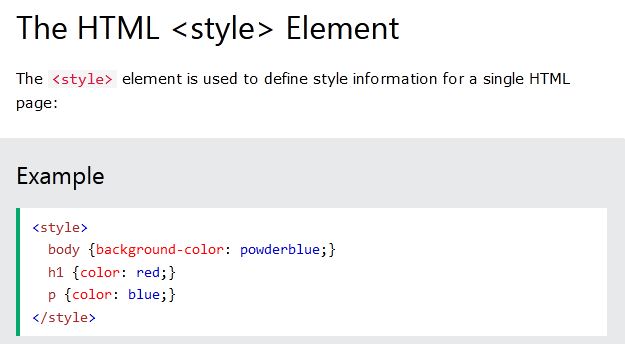 The HTML <style> Element
The <style> element is used to define style information for a single HTML
page:
Example
<style>
body {background-color: powderblue;}
h1 {color: red;}
p {color: blue;}
</style>